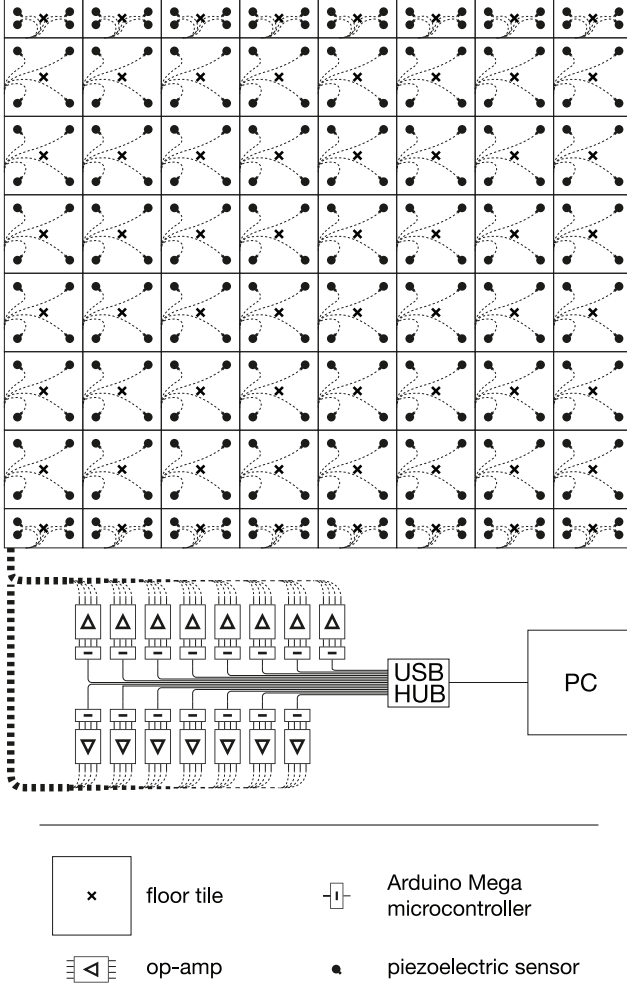 USB
HUB
PC
floor tile
Arduino Mega
microcontroller
op-amp
piezoelectric sensor